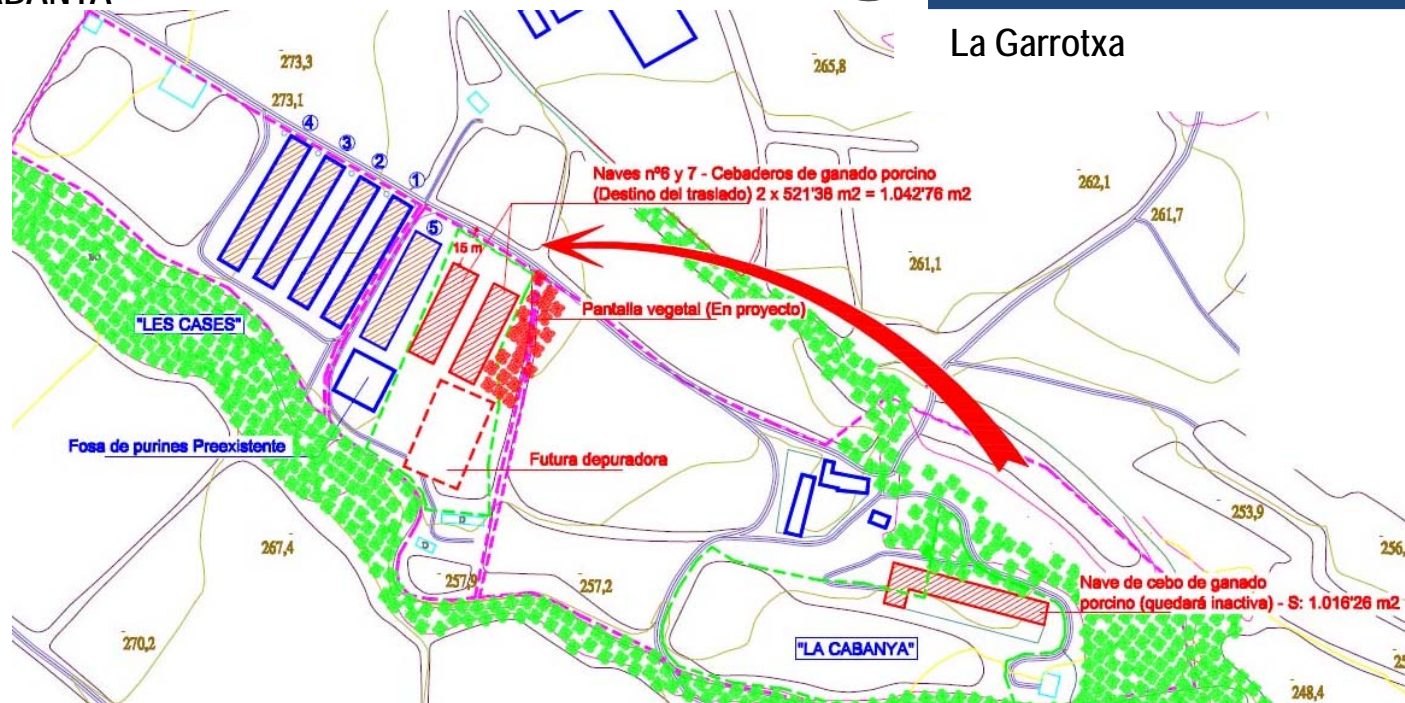 La Garrotxa
273,3
265,8
273,1
4
3
2
1
5
Naves nº6 y 7 - Cebaderos de ganado porcino
(Destino del traslado) 2 x 521'38 m2 = 1.042'76 m2
262,1
261,7
15 m
261,1
Pantalla vegetal (En proyecto)
"LES CASES"
Fosa de purines Preexistente
Futura depuradora
D
D
267,4
257,9
257,2
253,9
256,
Nave de cebo de ganado
porcino (quedará inactiva) - S: 1.016'26 m2
270,2
"LA CABANYA"
248,4